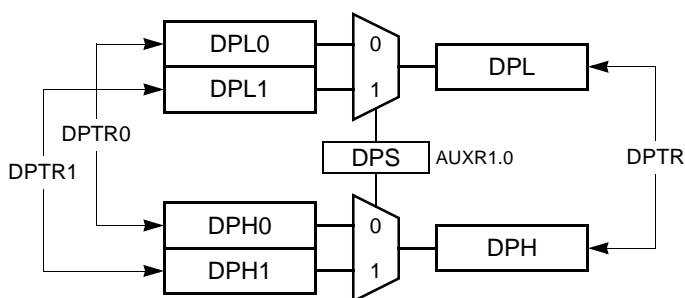 DPL0
0
DPL
DPL1
1
DPTR0
DPS
AUXR1.0
DPTR
DPTR1
DPH0
0
DPH
DPH1
1